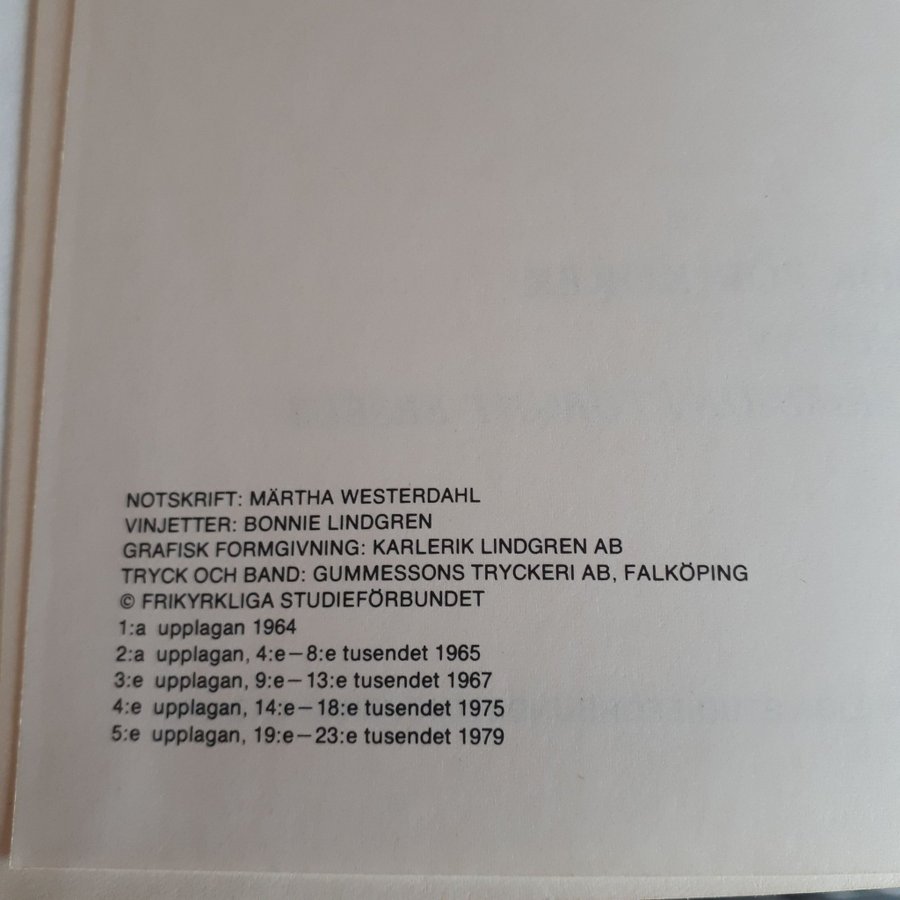 NOTSKRIFT: MÄRTHA WESTERDAHL
VINJETTER: BONNIE LINDGREN
GRAFISK FORMGIVNING: KARLERIK LINDGREN AB
TRYCK OCH BAND: GUMMESSONS TRYCKERI AB, FALKÖPING
© FRIKYRKLIGA STUDIEFÖRBUNDET
1:a upplagan 1964
2:a upplagan, 4:e—8:e tusendet 1965
3:e upplagan, 9:e—13:e tusendet 1967
4:e upplagan, 14:e—18:e tusendet 1975
5:e upplagan, 19:e—23:e tusendet 1979